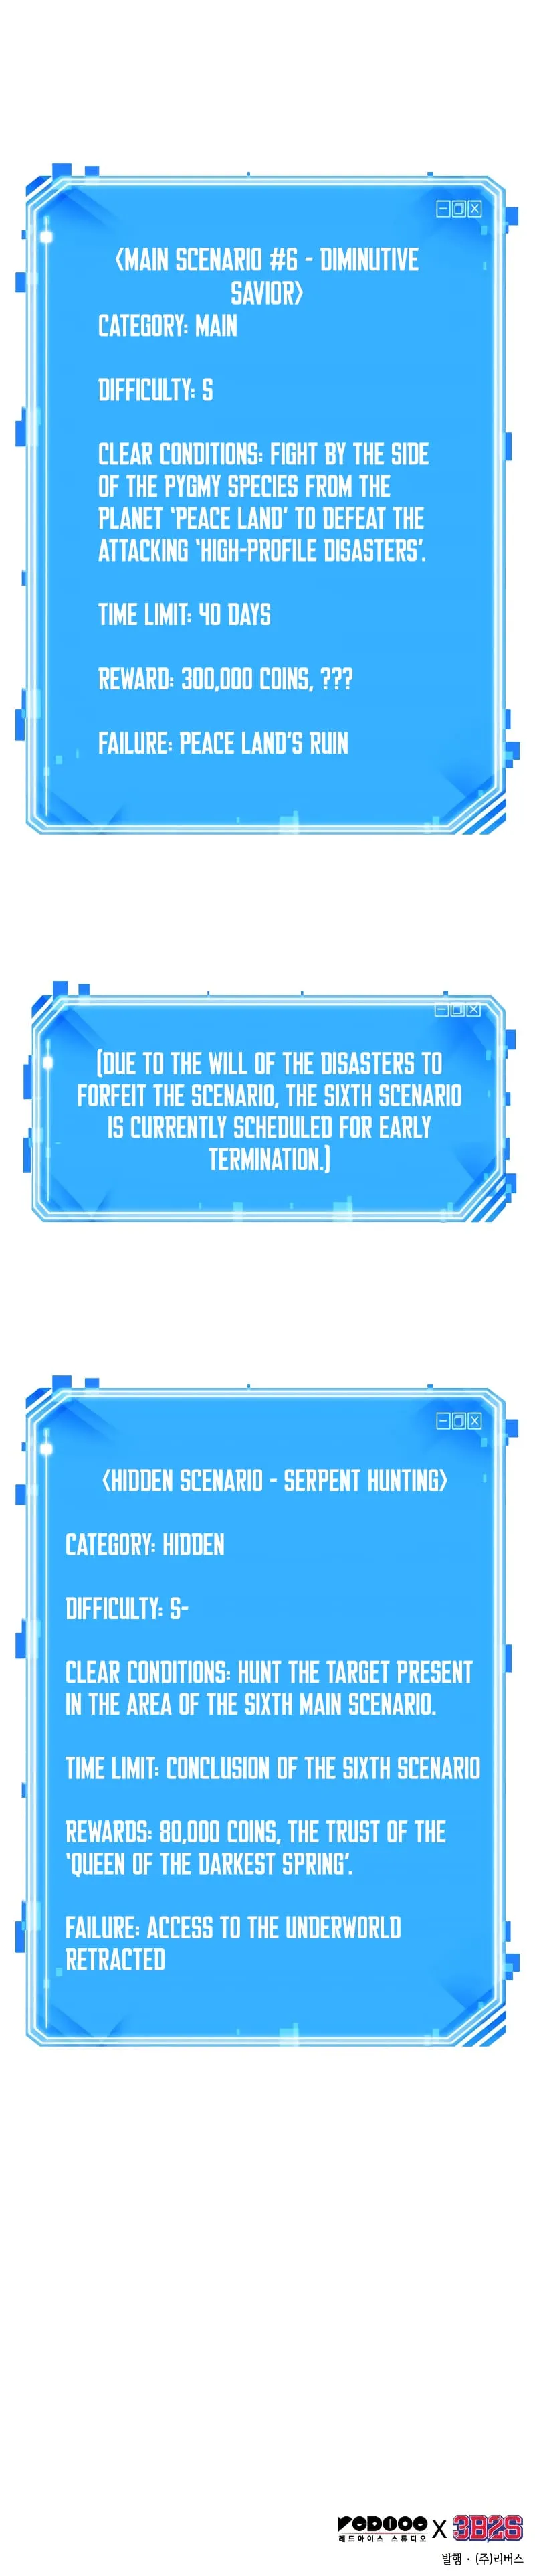 <MAIN SCENARIO #6 - DIMINUTIVE
SAVIOR>
CATEGORY: MAIN
DIFFICULTY: S
CLEAR CONDITIONS: FIGHT BY THE SIDE
OF THE PYGMY SPECIES FROM THE
PLANET 'PEACE LAND' TO DEFEAT THE
ATTACKING 'HIGH-PROFILE DISASTERS'.
TIME LIMIT: 40 DAYS
REWARD: 300,000 COINS, ???
FAILURE: PEACE LAND'S RUIN
[DUE TO THE WILL OF THE DISASTERS TO
FORFEIT THE SCENARIO, THE SIXTH SCENARIO
IS CURRENTLY SCHEDULED FOR EARLY
TERMINATION.]
<HIDDEN SCENARIO - SERPENT HUNTING>
CATEGORY: HIDDEN
DIFFICULTY: S-
CLEAR CONDITIONS: HUNT THE TARGET PRESENT
IN THE AREA OF THE SIXTH MAIN SCENARIO.
TIME LIMIT: CONCLUSION OF THE SIXTH SCENARIO
REWARDS: 80,000 COINS, THE TRUST OF THE
'QUEEN OF THE DARKEST SPRING'.
FAILURE: ACCESS TO THE UNDERWORLD
RETRACTED
REDICE X 3B2S
레드아이스 스튜디오
발행 · (주)리버스